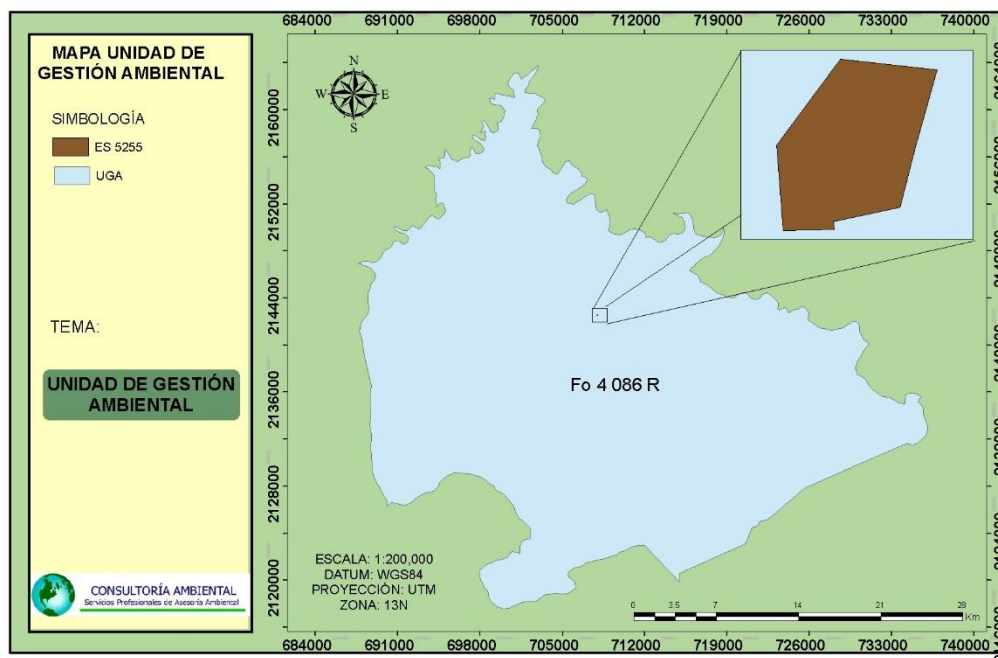 684000 691000 698000 705000 712000 719000 726000 733000 740000
MAPA UNIDAD DE
GESTIÓN AMBIENTAL
SIMBOLOGÍA
ES 5255
UGA
TEMA:
UNIDAD DE GESTIÓN
AMBIENTAL
CONSULTORÍA AMBIENTAL
Servicios Profesionales de Asesoría Ambiental
2160000
2152000
2144000
2136000
2128000
2120000
N
W E
S
Fo 4 086 R
ESCALA: 1:200,000
DATUM: WGS84
PROYECCIÓN: UTM
ZONA: 13N
0 3.5 7 14 21 28
Km
684000 691000 698000 705000 712000 719000 726000 733000 740000